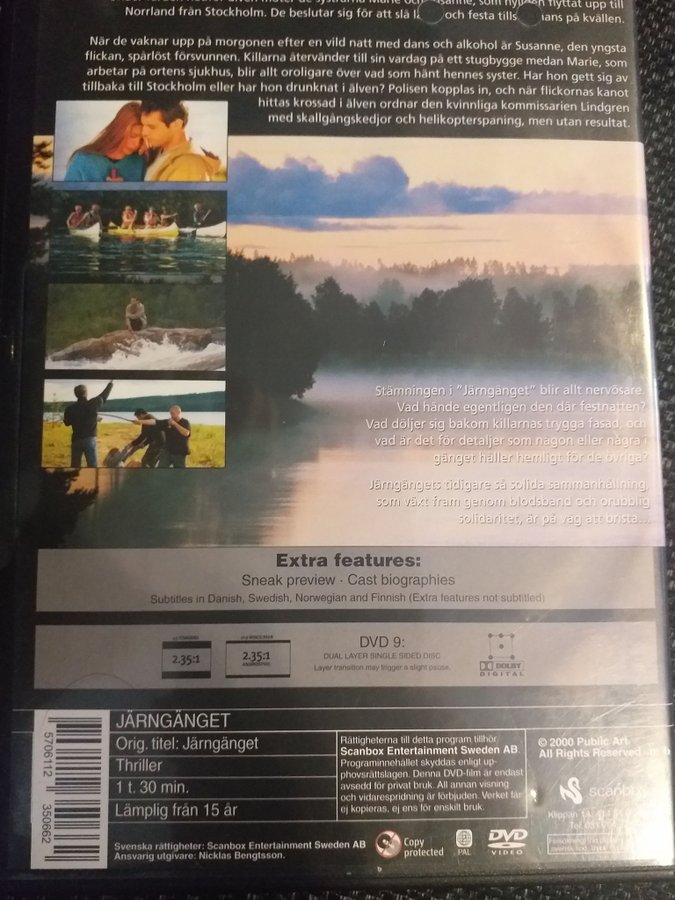 Norrland från Stockholm. De beslutar sig för att slå och festa på kvällen.
När de vaknar upp på morgonen efter en vild natt med dans och alkohol är Susanne, den yngsta
flickan, spårlöst försvunnen. Killarna återvänder till sin vardag på ett stugbygge medan Marie, som
arbetar på ortens sjukhus, blir allt oroligare över vad som hänt hennes syster. Har hon gett sig av
tillbaka till Stockholm eller har hon drunknat i älven? Polisen kopplas in, och när flickornas kanot
hittas krossad i älven ordnar den kvinnliga kommissarien Lindgren
med skallgångskedjor och helikopterspaning, men utan resultat.
Stämningen i "Järngänget" blir allt nervösare.
Vad hände egentligen den där festnatten?
Vad döljer sig bakom killarnas trygga fasad, och
vad är det för detaljer som någon eller några i
gänget håller hemligt för de övriga?
Järngängets tidigare så solida sammanhållning,
som växt fram genom blodsband och orubblig
solidaritet, är på väg att brista...
Extra features:
Sneak preview · Cast biographies
Subtitles in Danish, Swedish, Norwegian and Finnish (Extra features not subtitled)
2.35:1
2.35:1
DVD 9:
DUAL LAYER SINGLE SIDED DISC
Layer transition may trigger a slight pause.
DOLBY
DIGITAL
JÄRNGÄNGET
Orig. titel: Järngänget
Thriller
1 t. 30 min.
Lämplig från 15 år
5706112 350662
Rättigheterna till detta program tillhör
Scanbox Entertainment Sweden AB.
Programinnehållet skyddas enligt upp-
phovsrättslagen. Denna DVD-film är endast
avsedd för privat bruk. All annan visning
och vidarespridning är förbjuden. Verket får
ej kopieras, ej ens för enskilt bruk.
© 2000 Public Art.
All Rights Reserved
scanbox
Svenska rättigheter: Scanbox Entertainment Sweden AB
Ansvarig utgivare: Nicklas Bengtsson.
Copy
protected
PAL
DVD
VIDEO